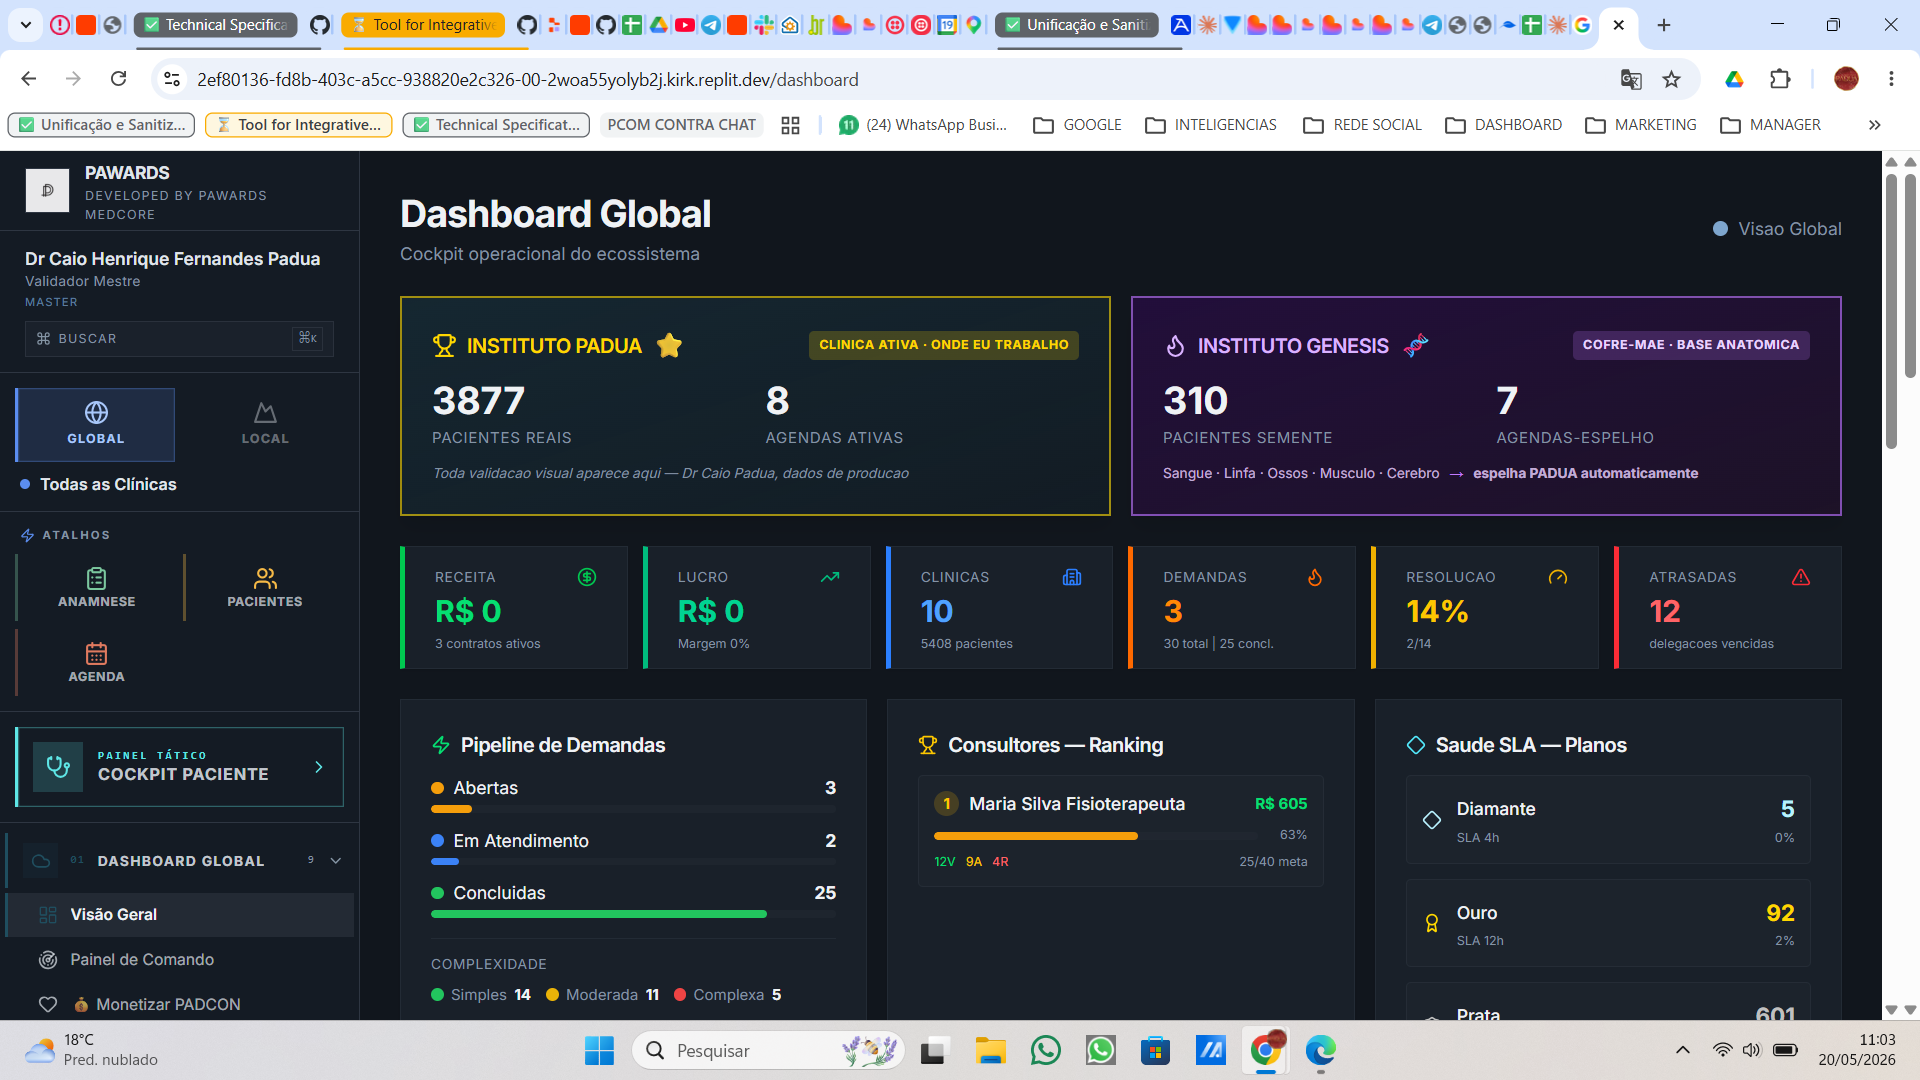 Technical Specifica
Tool for Integrative
Unificação e Saniti
2ef80136-fd8b-403c-a5cc-938820e2c326-00-2woa55yolyb2j.kirk.replit.dev/dashboard
Unificação e Sanitiz...
Tool for Integrative...
Technical Specificat...
PCOM CONTRA CHAT
11
(24) WhatsApp Busi...
GOOGLE
INTELIGENCIAS
REDE SOCIAL
DASHBOARD
MARKETING
MANAGER
PAWARDS
DEVELOPED BY PAWARDS
MEDCORE
Dr Caio Henrique Fernandes Padua
Validador Mestre
MASTER
⌘ BUSCAR ⌘K
GLOBAL
LOCAL
Todas as Clínicas
ATALHOS
ANAMNESE
PACIENTES
AGENDA
PAINEL TÁTICO
COCKPIT PACIENTE
01 DASHBOARD GLOBAL 9
Visão Geral
Painel de Comando
Monetizar PADCON
Dashboard Global
Cockpit operacional do ecossistema
Visao Global
INSTITUTO PADUA
CLINICA ATIVA · ONDE EU TRABALHO
3877
PACIENTES REAIS
8
AGENDAS ATIVAS
Toda validacao visual aparece aqui — Dr Caio Padua, dados de producao
INSTITUTO GENESIS
COFRE-MAE · BASE ANATOMICA
310
PACIENTES SEMENTE
7
AGENDAS-ESPELHO
Sangue · Linfa · Ossos · Musculo · Cerebro → espelha PADUA automaticamente
RECEITA
R$ 0
3 contratos ativos
LUCRO
R$ 0
Margem 0%
CLINICAS
10
5408 pacientes
DEMANDAS
3
30 total | 25 concl.
RESOLUCAO
14%
2/14
ATRASADAS
12
delegacoes vencidas
Pipeline de Demandas
Abertas 3
Em Atendimento 2
Concluidas 25
COMPLEXIDADE
Simples 14 Moderada 11 Complexa 5
Consultores — Ranking
1 Maria Silva Fisioterapeuta R$ 605
63%
12V 9A 4R 25/40 meta
Saude SLA — Planos
Diamante 5
SLA 4h 0%
Ouro 92
SLA 12h 2%
Prata 601
18°C
Pred. nublado
Pesquisar
11:03
20/05/2026